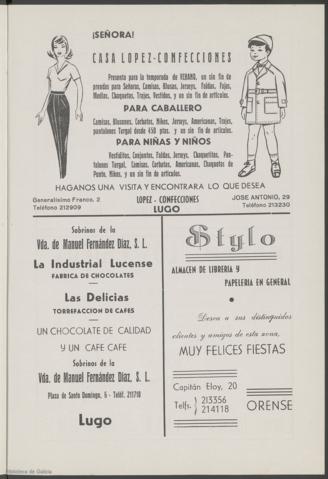 ¡SEÑORA!
CASA LOPEZ-CONFECCIONES
Presenta para la temporada de VERANO, un sin fin de
prendas para Señoras, Camisas, Blusas, Jerseys, Faldas, Fajas,
Medias, Chaquetas, Trajes, Vestidos, y un sin fin de artículos.
PARA CABALLERO
Camisas, Blusones, Corbatas, Nikes, Jerseys, Americanas, Trajes,
pantalones Tergal desde 450 ptas. y un sin fin de artículos.
PARA NIÑAS Y NIÑOS
Vestiditos, Conjuntos, Faldas, Jerseys, Chaquetitas, Pan-
talones Tergal, Camisas, Corbatas, Americanas, Chaquetas de
Punto, Nikes, y un sin fin de artículos.
HAGANOS UNA VISITA Y ENCONTRARA LO QUE DESEA
Generalísimo Franco, 2
Teléfono 212909
LOPEZ - CONFECCIONES
LUGO
JOSE ANTONIO, 29
Teléfono 213230
Sobrinos de la
Vda. de Manuel Fernández Díaz, S. L.
La Industrial Lucense
FABRICA DE CHOCOLATES
Las Delicias
TORREFACCION DE CAFES
UN CHOCOLATE DE CALIDAD
Y UN CAFE CAFE
Sobrinos de la
Vda. de Manuel Fernández Díaz, S. L.
Plaza de Santo Domingo, 6 - Teléf. 211710
Lugo
Stylo
ALMACEN DE LIBRERIA Y
PAPELERIA EN GENERAL
Desea a sus distinguidos
clientes y amigos de esta zona,
MUY FELICES FIESTAS
Capitán Eloy, 20
Telfs. 213356
214118
ORENSE
Biblioteca de Galicia